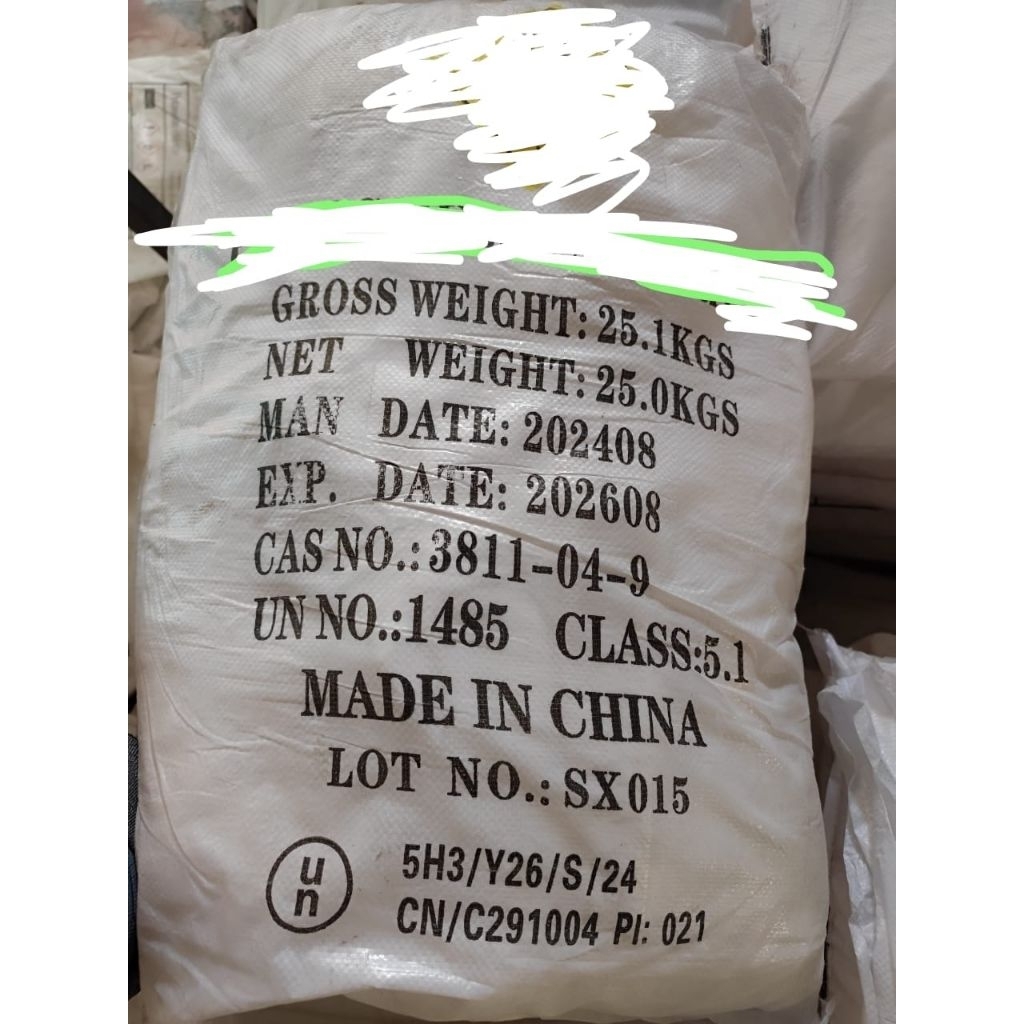 GROSS WEIGHT: 25.1KGS
NET WEIGHT: 25.0KGS
MAN DATE: 202408
EXP. DATE: 202608
CAS NO.: 3811-04-9
UN NO.:1485 CLASS:5.1
MADE IN CHINA
LOT NO.: SX015
un
5H3/Y26/S/24
CN/C291004 PI: 021